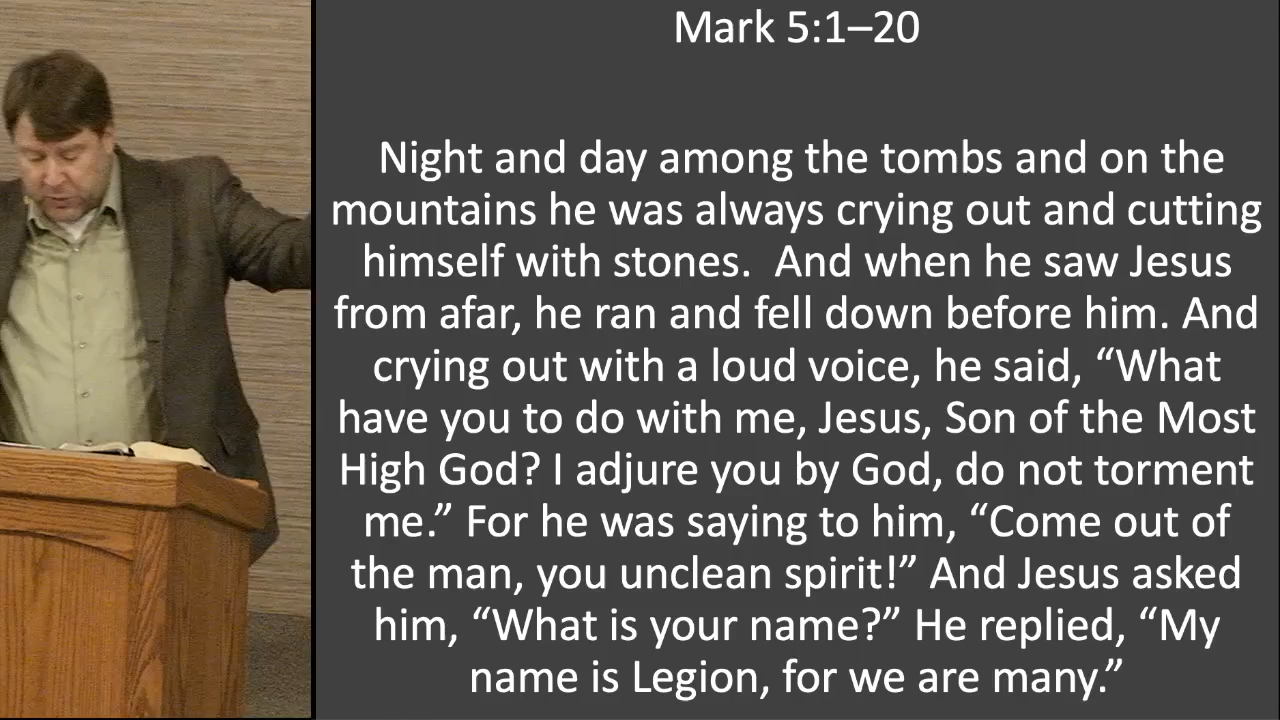 Mark 5:1–20
Night and day among the tombs and on the
mountains he was always crying out and cutting
himself with stones.  And when he saw Jesus
from afar, he ran and fell down before him. And
crying out with a loud voice, he said, “What
have you to do with me, Jesus, Son of the Most
High God? I adjure you by God, do not torment
me.” For he was saying to him, “Come out of
the man, you unclean spirit!” And Jesus asked
him, “What is your name?” He replied, “My
name is Legion, for we are many.”